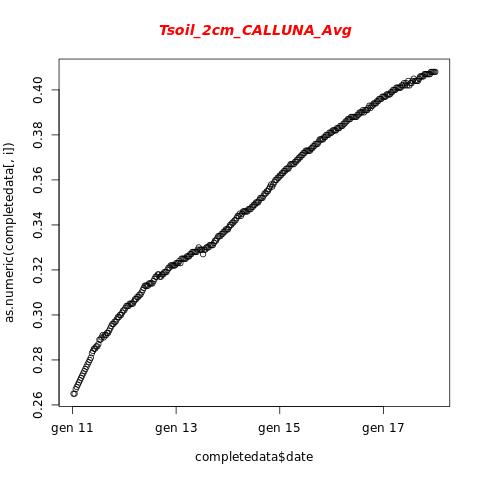 Tsoil_2cm_CALLUNA_Avg
as.numeric(completedata[, i])
0.40
0.38
0.36
0.34
0.32
0.30
0.28
0.26
gen 11 gen 13 gen 15 gen 17
completedata$date